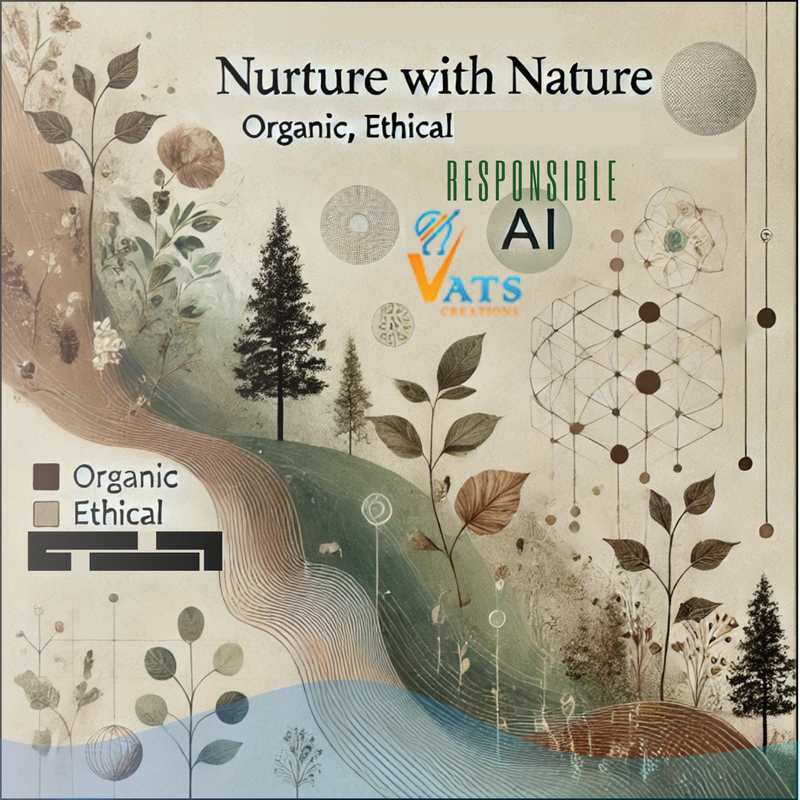 Nurture with Nature
Organic, Ethical
RESPONSIBLE
AI
VATS
CREATIONS
Organic
Ethical